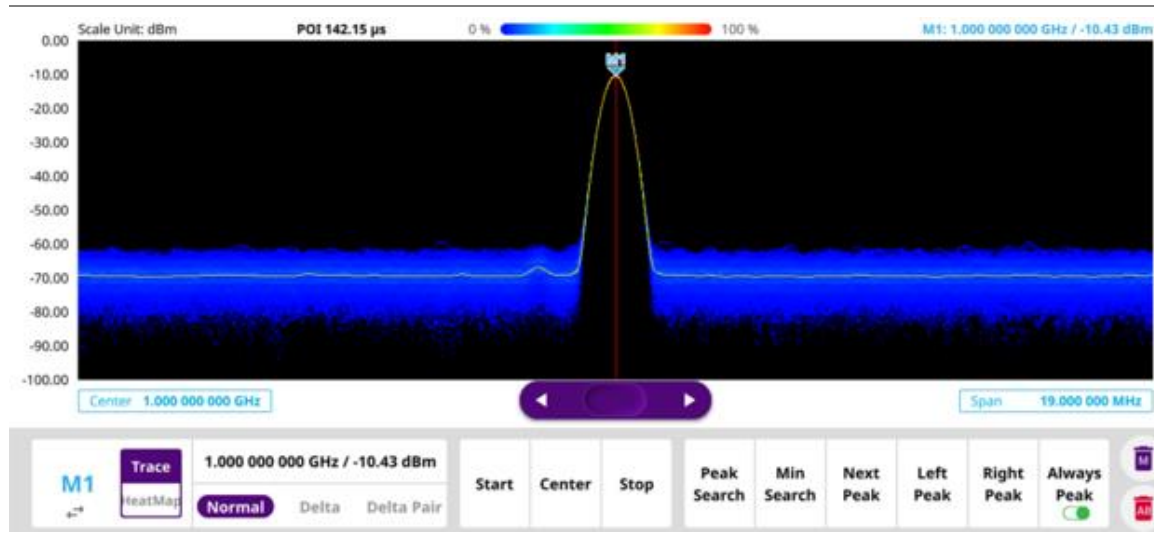 Scale Unit: dBm POI 142.15 µs 0 % 100 % M1: 1.000 000 000 GHz / -10.43 dBm
0.00
-10.00
-20.00
-30.00
-40.00
-50.00
-60.00
-70.00
-80.00
-90.00
-100.00
Center 1.000 000 000 GHz Span 19.000 000 MHz
M1
Trace
HeatMap
1.000 000 000 GHz / -10.43 dBm
Normal Delta Delta Pair
Start Center Stop
Peak Search
Min Search
Next Peak
Left Peak
Right Peak
Always Peak
M
All